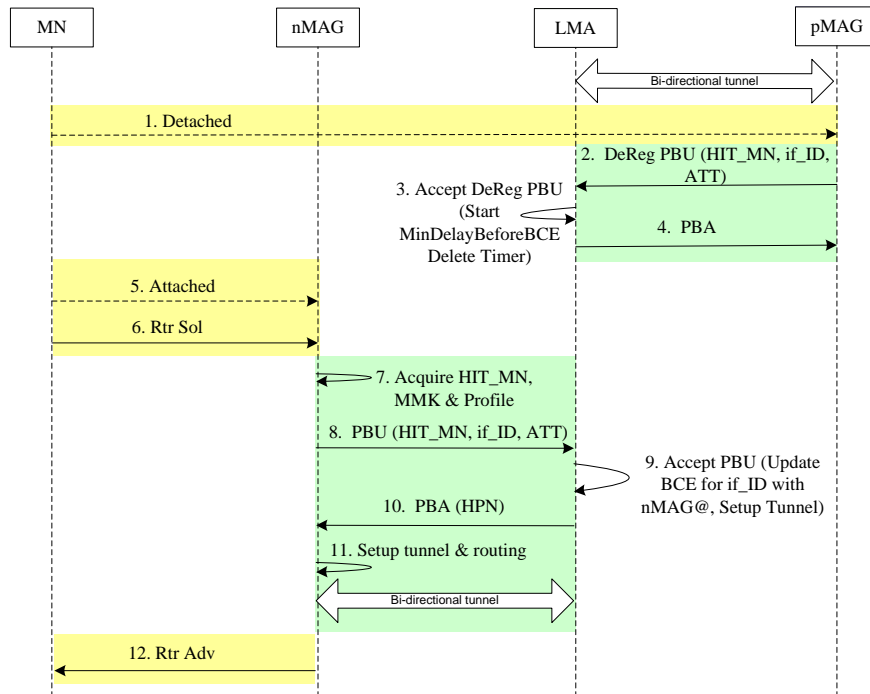 MN
nMAG
LMA
pMAG
Bi-directional tunnel
1. Detached
2. DeReg PBU (HIT_MN, if_ID,
ATT)
3. Accept DeReg PBU
(Start
MinDelayBeforeBCE
Delete Timer)
4. PBA
5. Attached
6. Rtr Sol
7. Acquire HIT_MN,
MMK & Profile
8. PBU (HIT_MN, if_ID, ATT)
9. Accept PBU (Update
BCE for if_ID with
nMAG@, Setup Tunnel)
10. PBA (HPN)
11. Setup tunnel & routing
Bi-directional tunnel
12. Rtr Adv